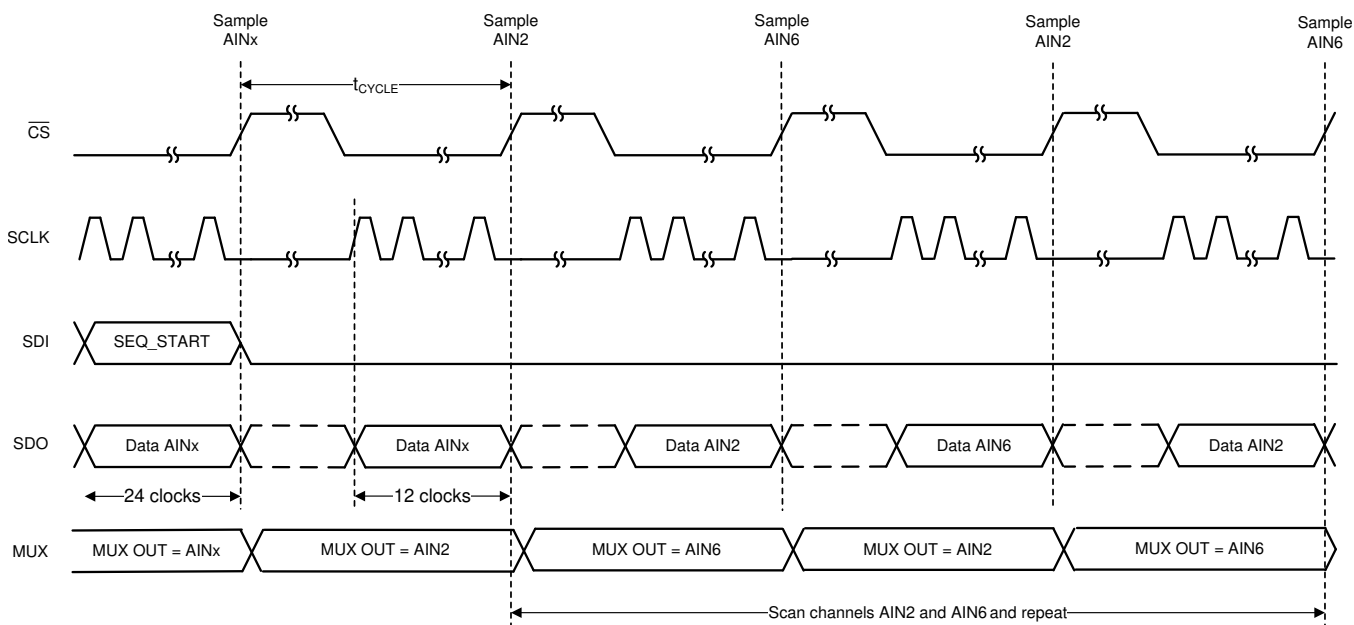 Sample
AINx
Sample
AIN2
Sample
AIN6
Sample
AIN2
Sample
AIN6
tCYCLE
CS
SCLK
SDI
SEQ_START
SDO
Data AINx
Data AINx
Data AIN2
Data AIN6
Data AIN2
24 clocks
12 clocks
MUX
MUX OUT = AINx
MUX OUT = AIN2
MUX OUT = AIN6
MUX OUT = AIN2
MUX OUT = AIN6
Scan channels AIN2 and AIN6 and repeat